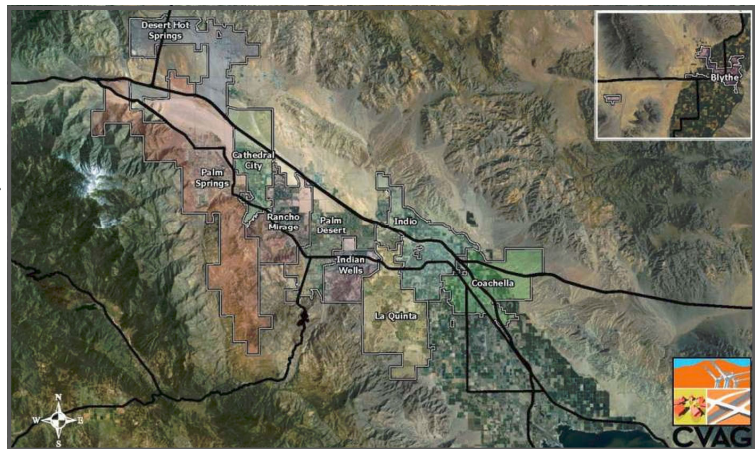 Desert Hot
Springs
Blythe
Cathedral
City
Palm
Springs
Rancho
Mirage
Palm
Desert
Indio
Indian
Wells
Coachella
La Quinta
N
W E
S
CVAG